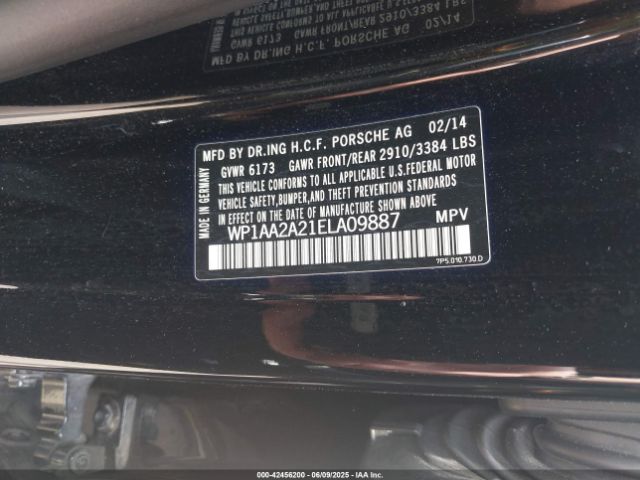 MFD BY DR.ING H.C.F. PORSCHE AG 02/14
GVWR 6173 GAWR FRONT/REAR 2910/3384 LBS
THIS VEHICLE CONFORMS TO ALL APPLICABLE U.S.FEDERAL MOTOR
VEHICLE SAFETY,BUMPER,AND THEFT PREVENTION STANDARDS
IN EFFECT ON THE DATE OF MANUFACTURE SHOWN ABOVE.
WP1AA2A21ELA09887 MPV
7P5.010.730.D
MADE IN GERMANY
000-42456200 - 06/09/2025 - IAAI.COM